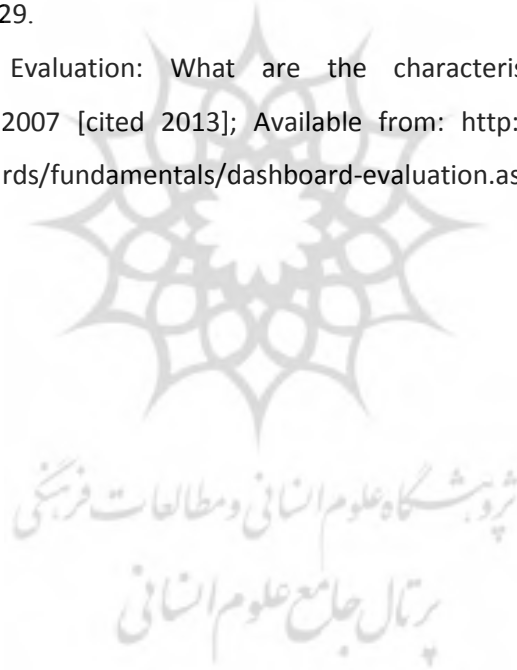 29.
Evaluation: What are the characteris
2007 [cited 2013]; Available from: http:
rds/fundamentals/dashboard-evaluation.as
پژوهشگاه علوم انسانی و مطالعات فرهنگی
پرتال جامع علوم انسانی